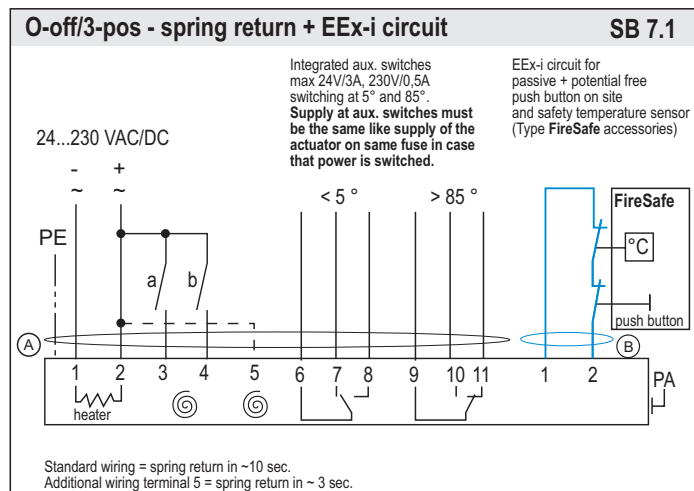 O-off/3-pos - spring return + EEx-i circuit SB 7.1
Integrated aux. switches
max 24V/3A, 230V/0,5A
switching at 5° and 85°.
Supply at aux. switches must
be the same like supply of the
actuator on same fuse in case
that power is switched.
EEx-i circuit for
passive + potential free
push button on site
and safety temperature sensor
(Type FireSafe accessories)
24...230 VAC/DC
- +
~ ~
< 5 ° > 85 °
FireSafe
PE
°C
a b
push button
A B
1 2 3 4 5 6 7 8 9 10 11 1 2
PA
heater
Standard wiring = spring return in ~10 sec.
Additional wiring terminal 5 = spring return in ~ 3 sec.